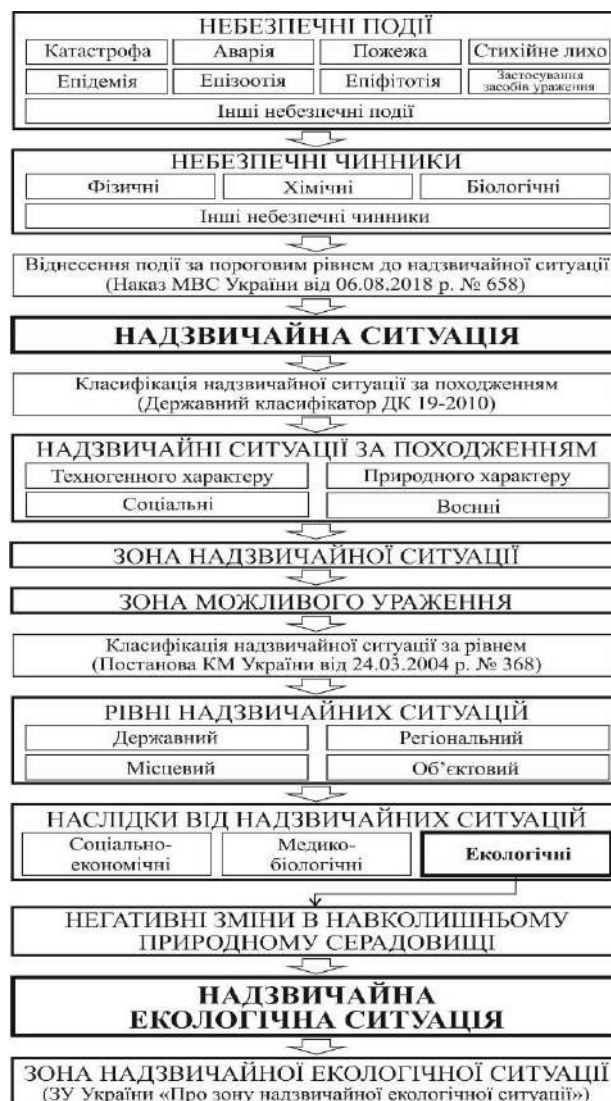 НЕБЕЗПЕЧНІ ПОДІЇ
Катастрофа
Аварія
Пожежа
Стихійне лихо
Епідемія
Епізоотія
Епіфітотія
Застосування
засобів ураження
Інші небезпечні події
НЕБЕЗПЕЧНІ ЧИННИКИ
Фізичні
Хімічні
Біологічні
Інші небезпечні чинники
Віднесення події за пороговим рівнем до надзвичайної ситуації
(Наказ МВС України від 06.08.2018 р. № 658)
НАДЗВИЧАЙНА СИТУАЦІЯ
Класифікація надзвичайної ситуації за походженням
(Державний класифікатор ДК 19-2010)
НАДЗВИЧАЙНІ СИТУАЦІЇ ЗА ПОХОДЖЕННЯМ
Техногенного характеру
Природного характеру
Соціальні
Воєнні
ЗОНА НАДЗВИЧАЙНОЇ СИТУАЦІЇ
ЗОНА МОЖЛИВОГО УРАЖЕННЯ
Класифікація надзвичайної ситуації за рівнем
(Постанова КМ України від 24.03.2004 р. № 368)
РІВНІ НАДЗВИЧАЙНИХ СИТУАЦІЙ
Державний
Регіональний
Місцевий
Об’єктовий
НАСЛІДКИ ВІД НАДЗВИЧАЙНИХ СИТУАЦІЙ
Соціально-
економічні
Медико-
біологічні
Екологічні
НЕГАТИВНІ ЗМІНИ В НАВКОЛИШНЬОМУ
ПРИРОДНОМУ СЕРАДОВИЩІ
НАДЗВИЧАЙНА
ЕКОЛОГІЧНА СИТУАЦІЯ
ЗОНА НАДЗВИЧАЙНОЇ ЕКОЛОГІЧНОЇ СИТУАЦІЇ
(ЗУ України «Про зону надзвичайної екологічної ситуації»)